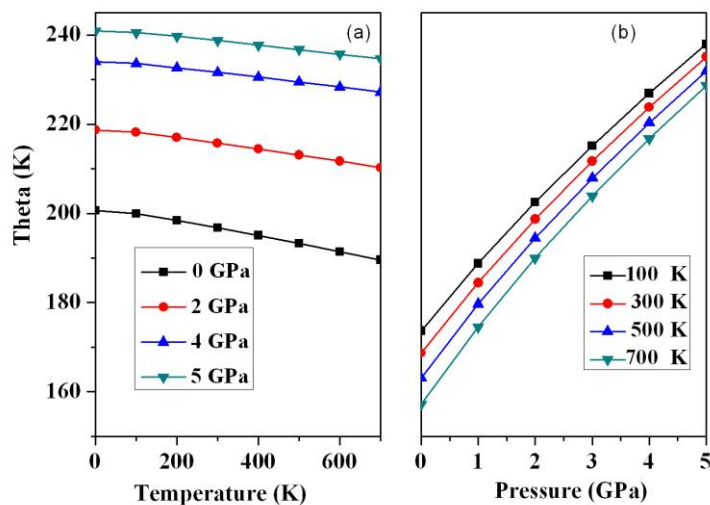 (a)
(b)
Theta (K)
240
220
200
180
160
0 GPa
2 GPa
4 GPa
5 GPa
100 K
300 K
500 K
700 K
0 200 400 600
0 1 2 3 4 5
Temperature (K)
Pressure (GPa)